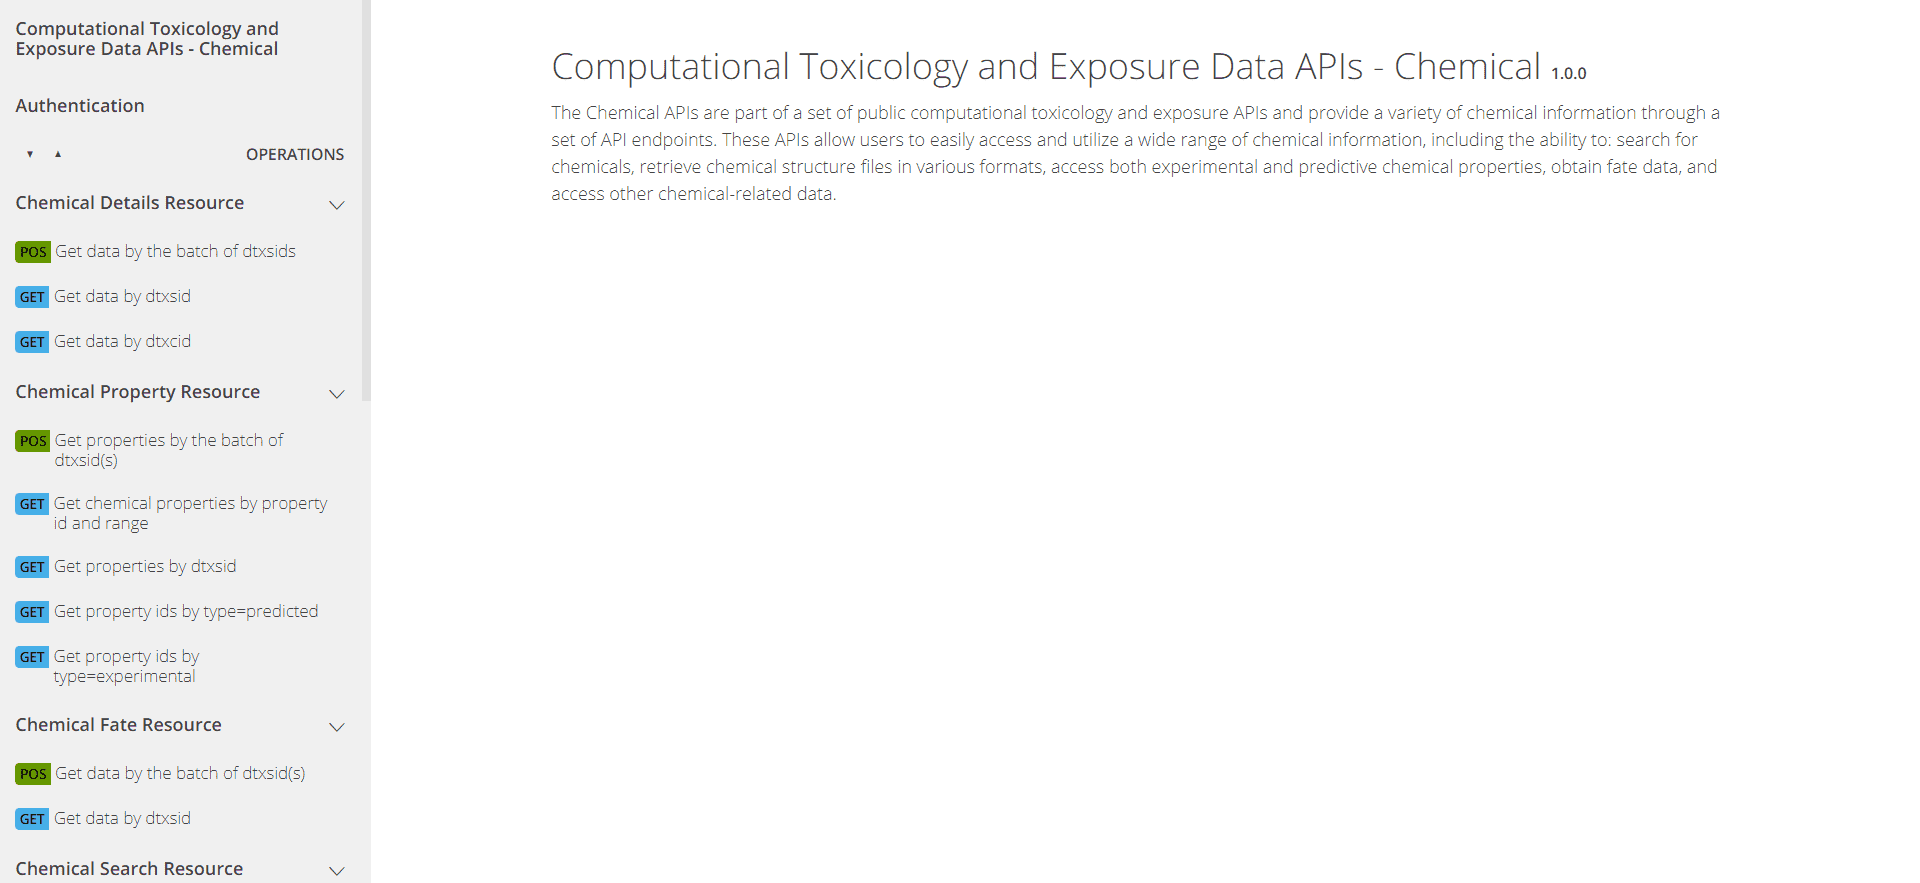 Computational Toxicology and
Exposure Data APIs - Chemical
Authentication
OPERATIONS
Chemical Details Resource
POS Get data by the batch of dtxsids
GET Get data by dtxsid
GET Get data by dtxcid
Chemical Property Resource
POS Get properties by the batch of
dtxsid(s)
GET Get chemical properties by property
id and range
GET Get properties by dtxsid
GET Get property ids by type=predicted
GET Get property ids by
type=experimental
Chemical Fate Resource
POS Get data by the batch of dtxsid(s)
GET Get data by dtxsid
Chemical Search Resource
Computational Toxicology and Exposure Data APIs - Chemical 1.0.0
The Chemical APIs are part of a set of public computational toxicology and exposure APIs and provide a variety of chemical information through a
set of API endpoints. These APIs allow users to easily access and utilize a wide range of chemical information, including the ability to: search for
chemicals, retrieve chemical structure files in various formats, access both experimental and predictive chemical properties, obtain fate data, and
access other chemical-related data.